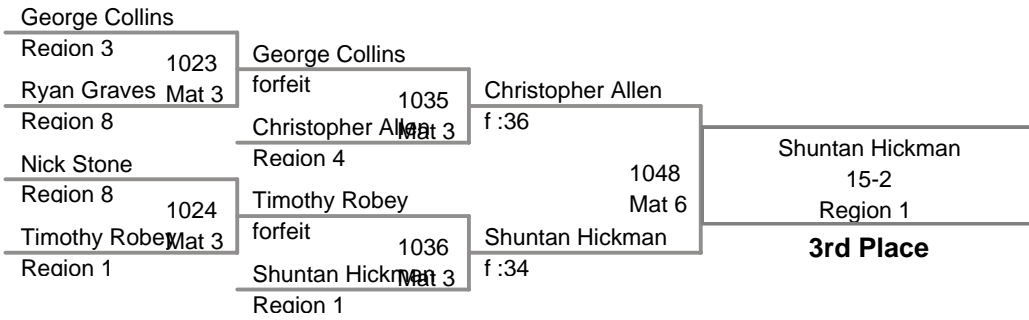 George Collins
Region 3
1023
Ryan Graves Mat 3
Region 8
Nick Stone
Region 8
1024
Timothy Robey Mat 3
Region 1
George Collins
forfeit
1035
Christopher Allen Mat 3
Region 4
Timothy Robey
forfeit
1036
Shuntan Hickman Mat 3
Region 1
Christopher Allen
f :36
1048
Mat 6
Shuntan Hickman
f :34
Shuntan Hickman
15-2
Region 1
3rd Place